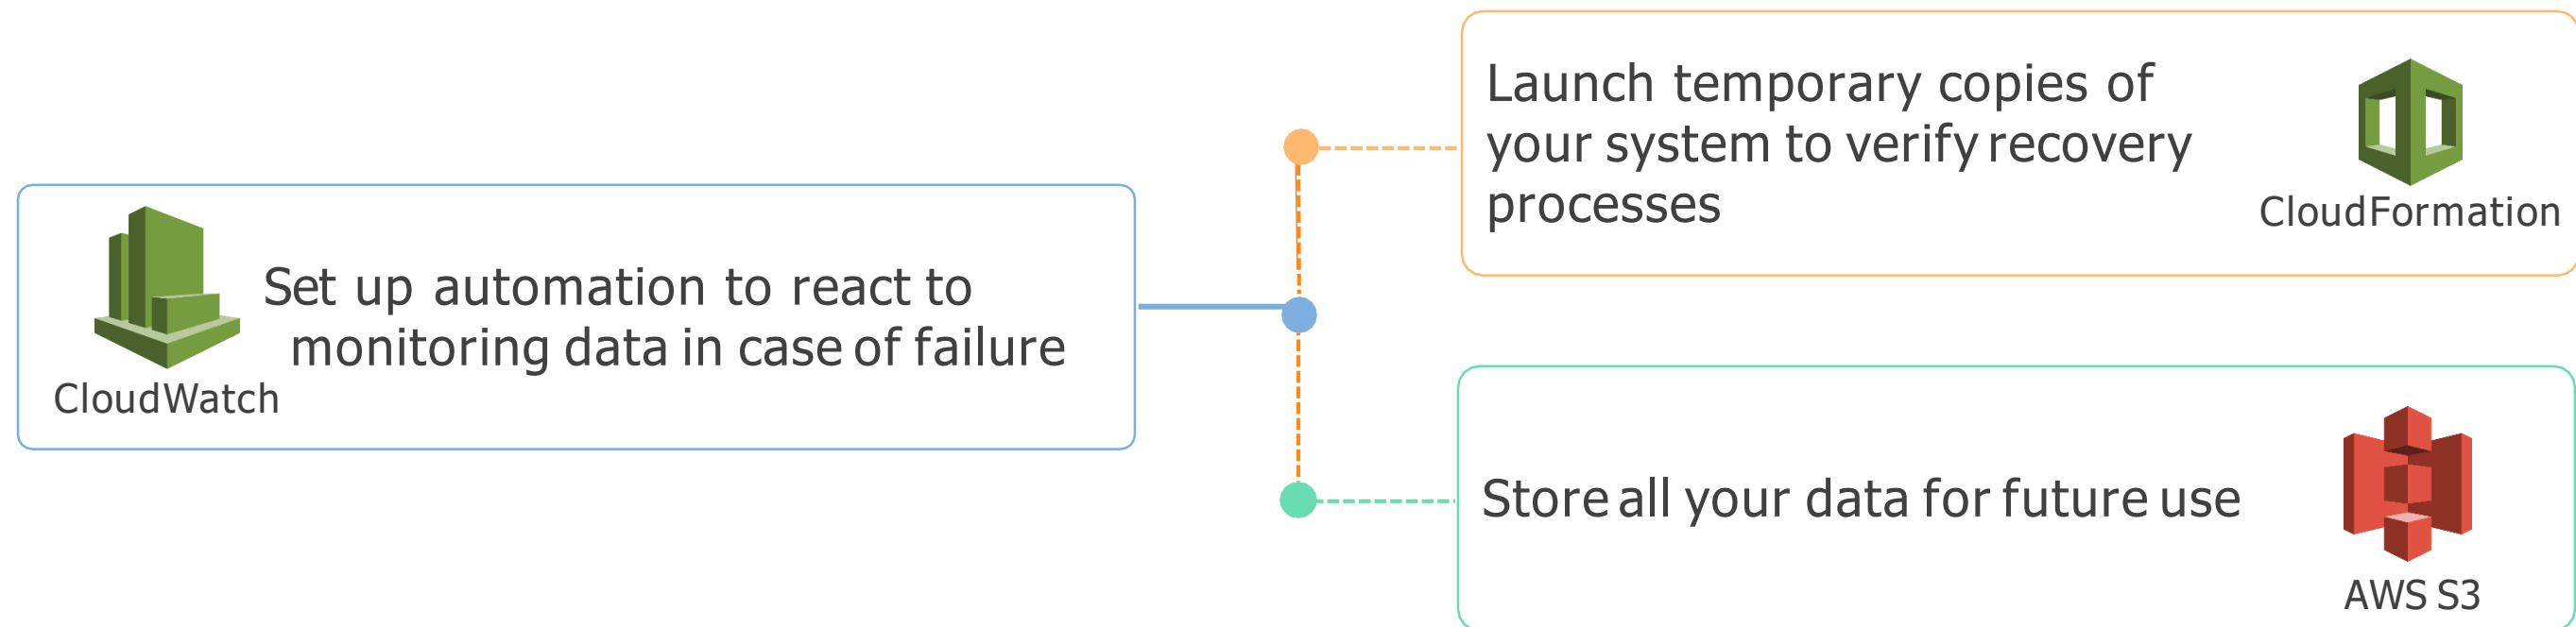 Set up automation to react to
monitoring data in case of failure
CloudWatch
Launch temporary copies of
your system to verify recovery
processes
CloudFormation
Store all your data for future use
AWS S3